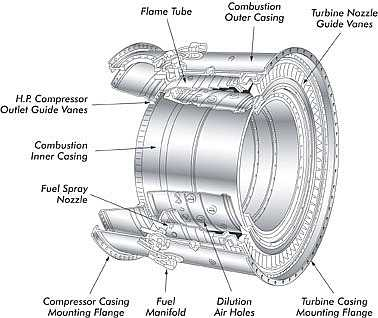 Flame Tube
Combustion
Outer Casing
Turbine Nozzle
Guide Vanes
H.P. Compressor
Outlet Guide Vanes
Combustion
Inner Casing
Fuel Spray
Nozzle
Compressor Casing
Mounting Flange
Fuel
Manifold
Dilution
Air Holes
Turbine Casing
Mounting Flange